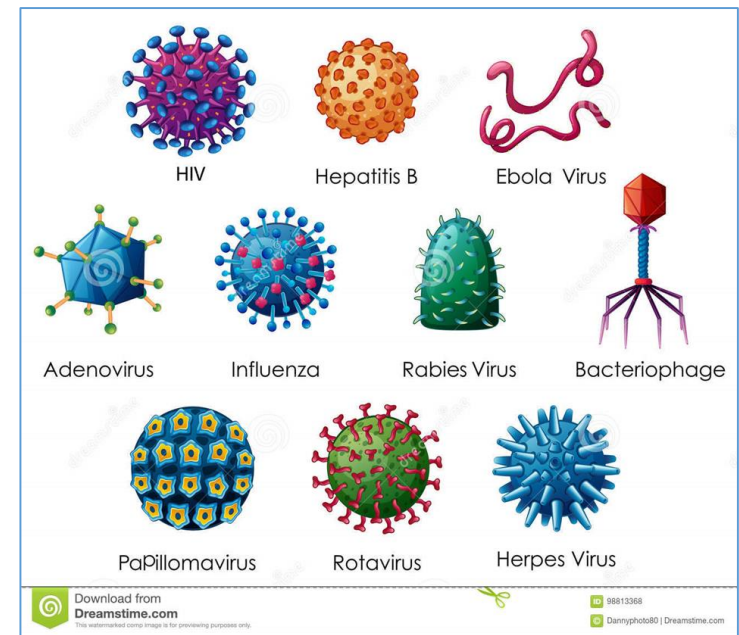 HIV
Hepatitis B
Ebola Virus
Adenovirus
Influenza
Rabies Virus
Bacteriophage
Papillomavirus
Rotavirus
Herpes Virus
Download from
Dreamstime.com
This watermarked comp image is for previewing purposes only.
ID 98813368
© Dannyphoto80 | Dreamstime.com